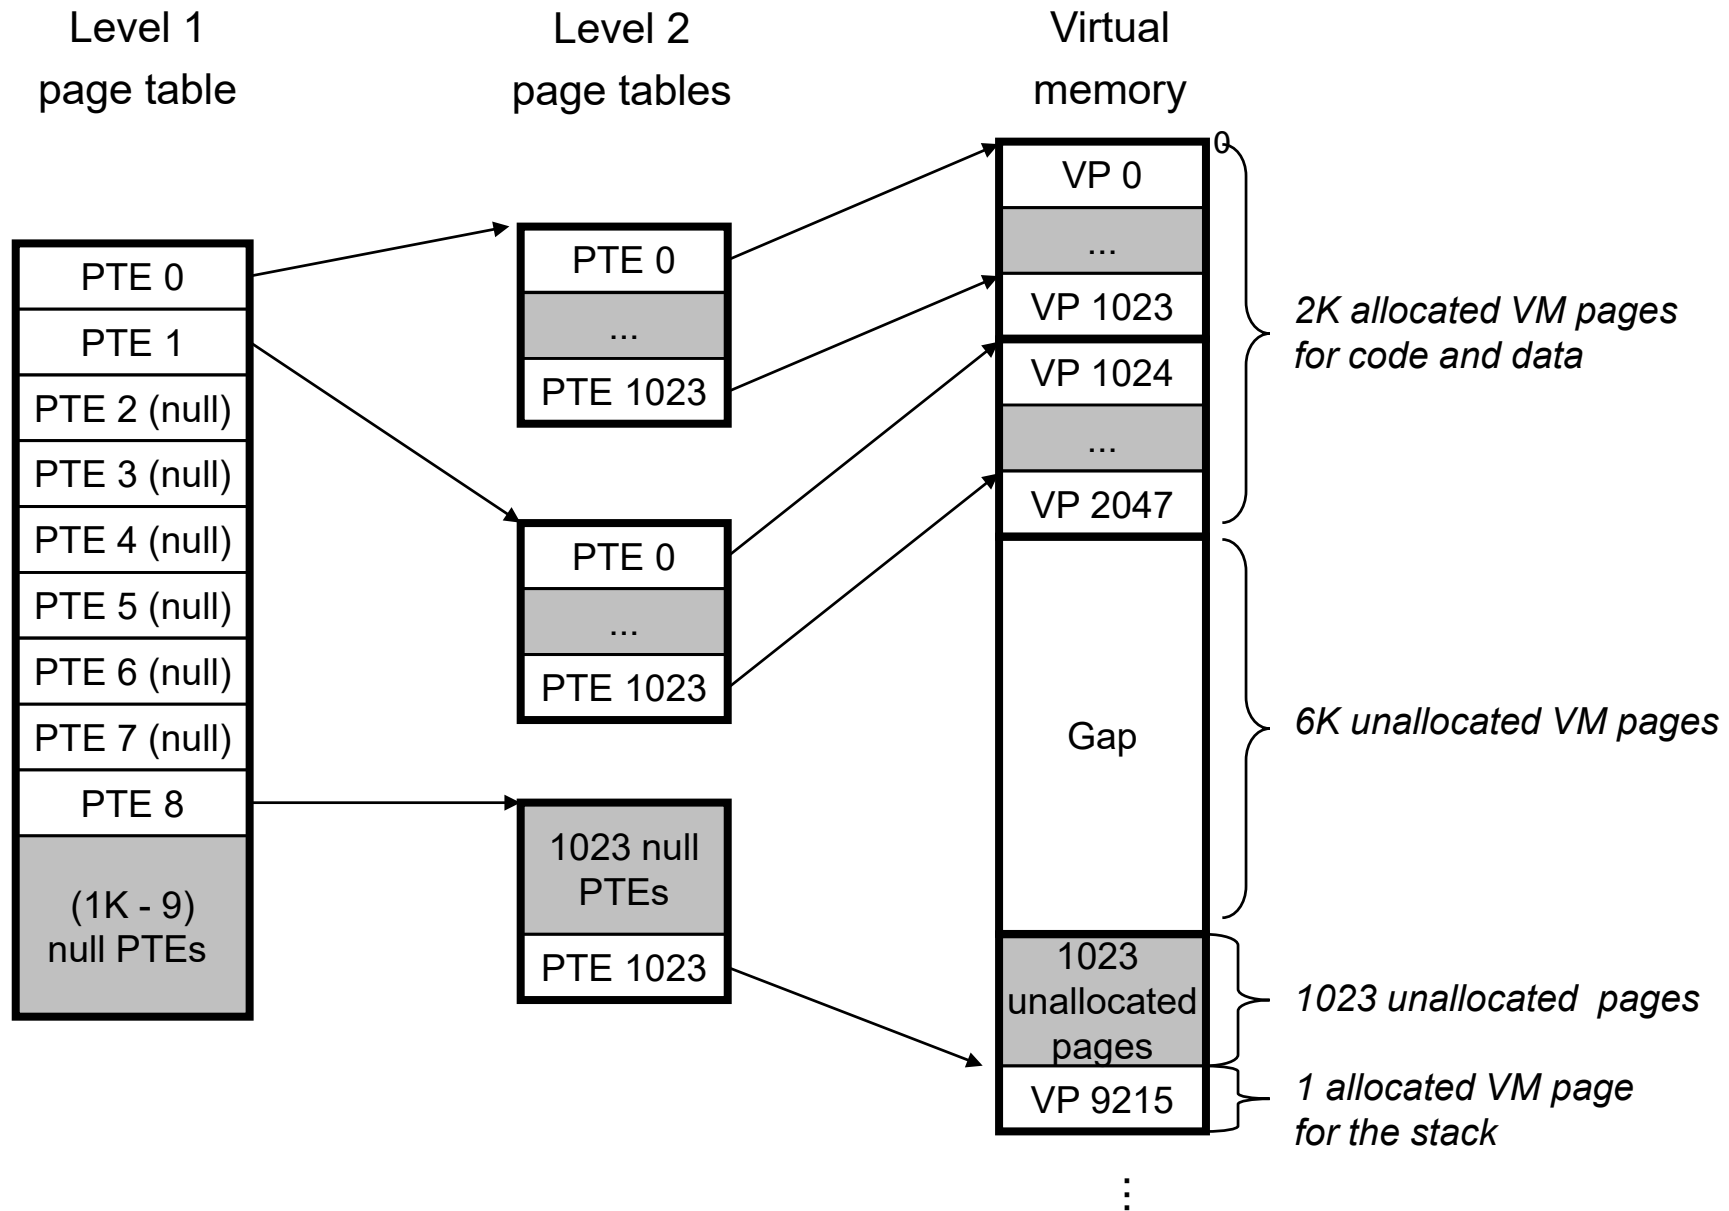 Level 1
page table
Level 2
page tables
Virtual
memory
PTE 0
PTE 1
PTE 2 (null)
PTE 3 (null)
PTE 4 (null)
PTE 5 (null)
PTE 6 (null)
PTE 7 (null)
PTE 8
(1K - 9)
null PTEs
PTE 0
...
PTE 1023
PTE 0
...
PTE 1023
1023 null
PTEs
PTE 1023
0
VP 0
...
VP 1023
VP 1024
...
VP 2047
Gap
1023
unallocated
pages
VP 9215
...
2K allocated VM pages
for code and data
6K unallocated VM pages
1023 unallocated  pages
1 allocated VM page
for the stack